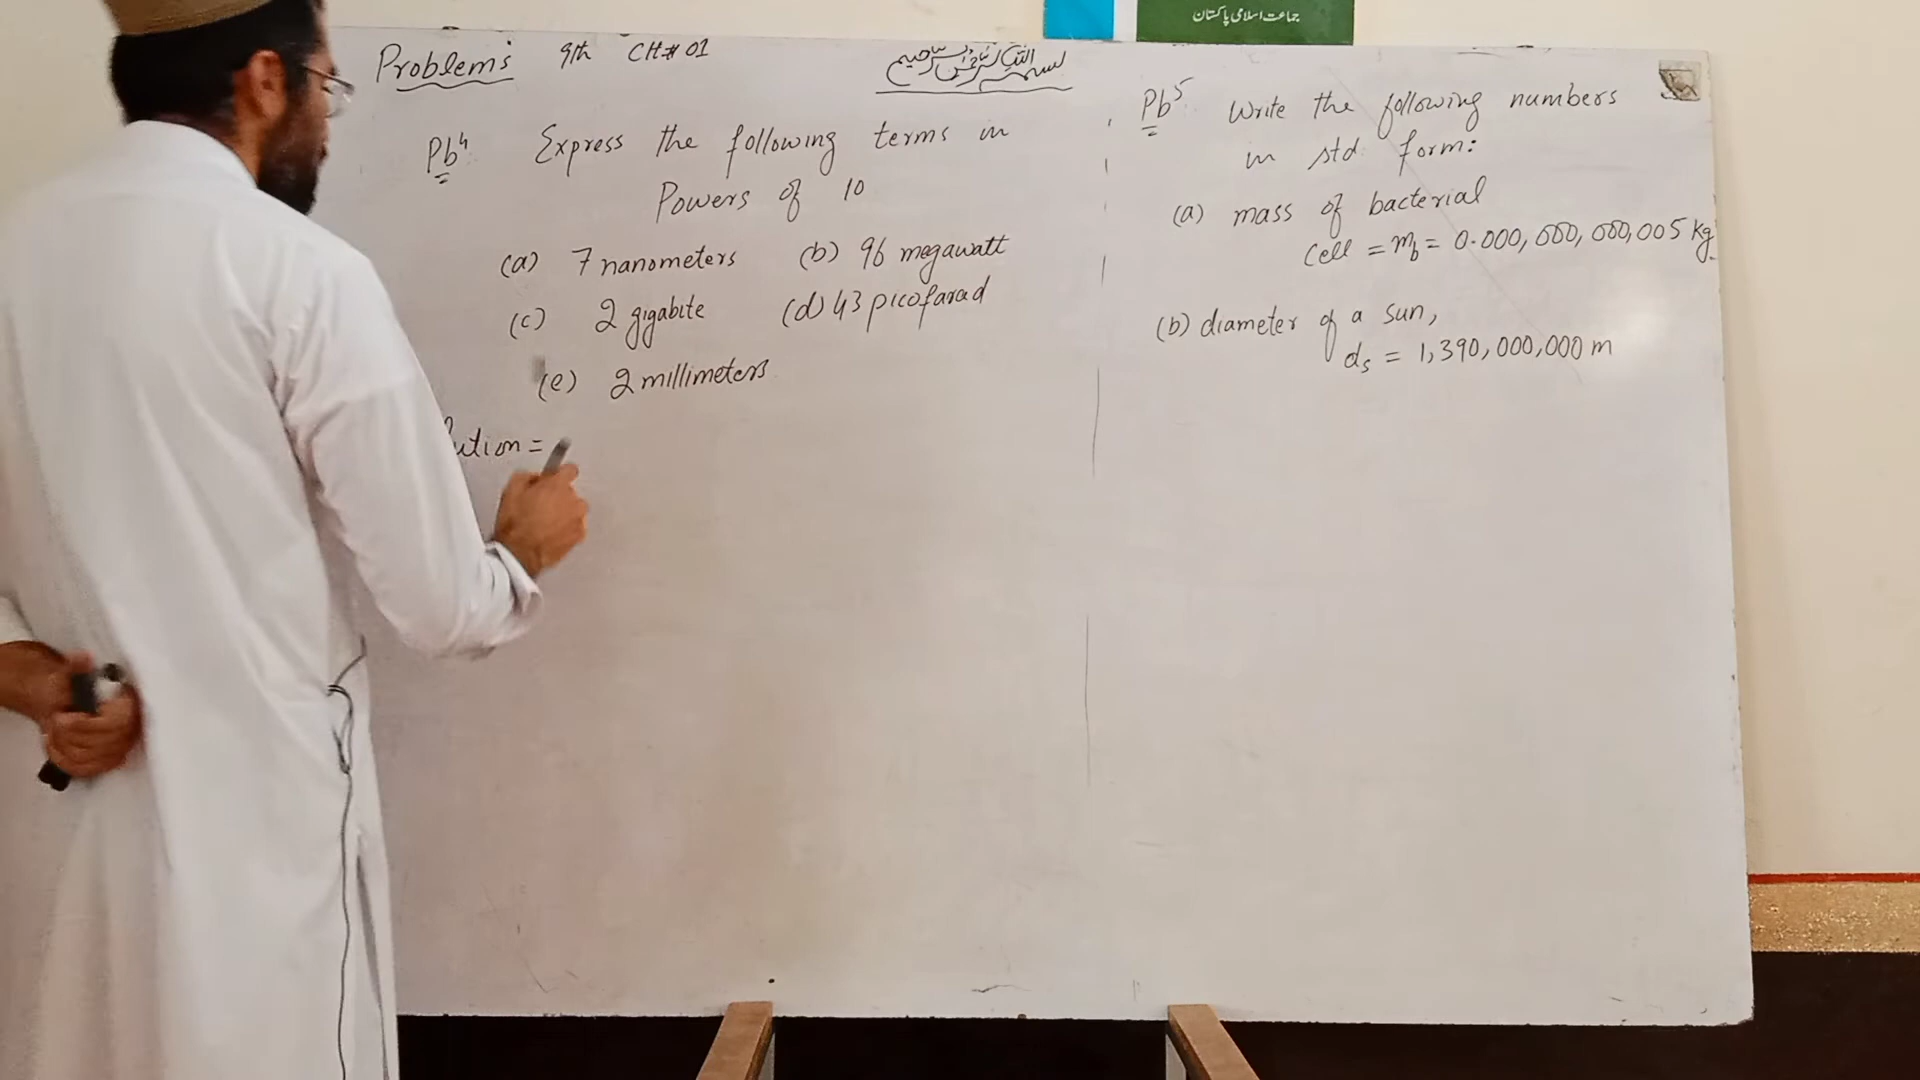 جماعت اسلامی پاکستان
Problems 9th CH# 01
بسم اللہ الرحمن الرحیم
Pb4 Express the following terms in
Powers of 10
(a) 7 nanometers (b) 96 megawatt
(c) 2 gigabite (d) 43 picofarad
(e) 2 millimeters
lution =
Pb5 Write the following numbers
in std form:
(a) mass of bacterial
cell = mb = 0.000,000,000,005 kg
(b) diameter of a sun,
ds = 1,390,000,000 m